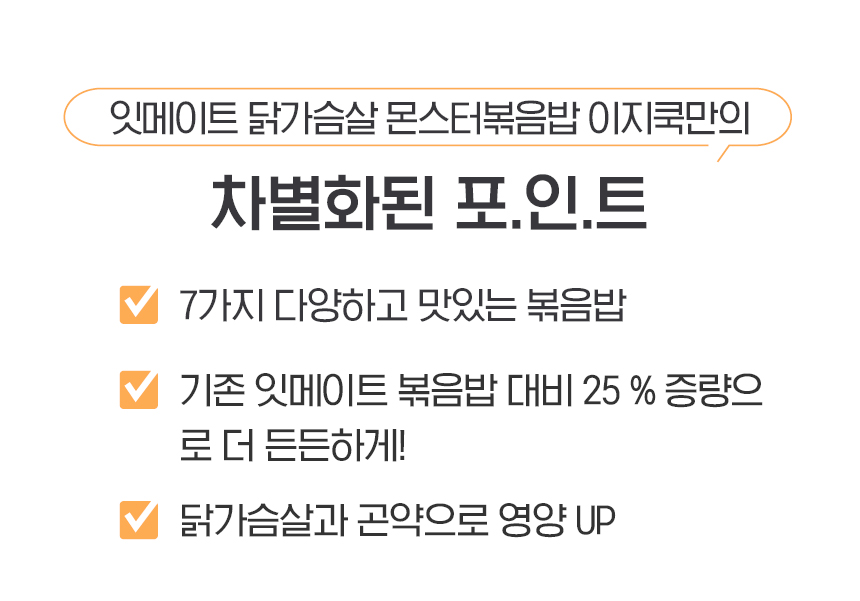 잇메이트 닭가슴살 몬스터볶음밥 이지쿡만의
차별화된 포.인.트
7가지 다양하고 맛있는 볶음밥
기존 잇메이트 볶음밥 대비 25 % 증량으
로 더 든든하게!
닭가슴살과 곤약으로 영양 UP